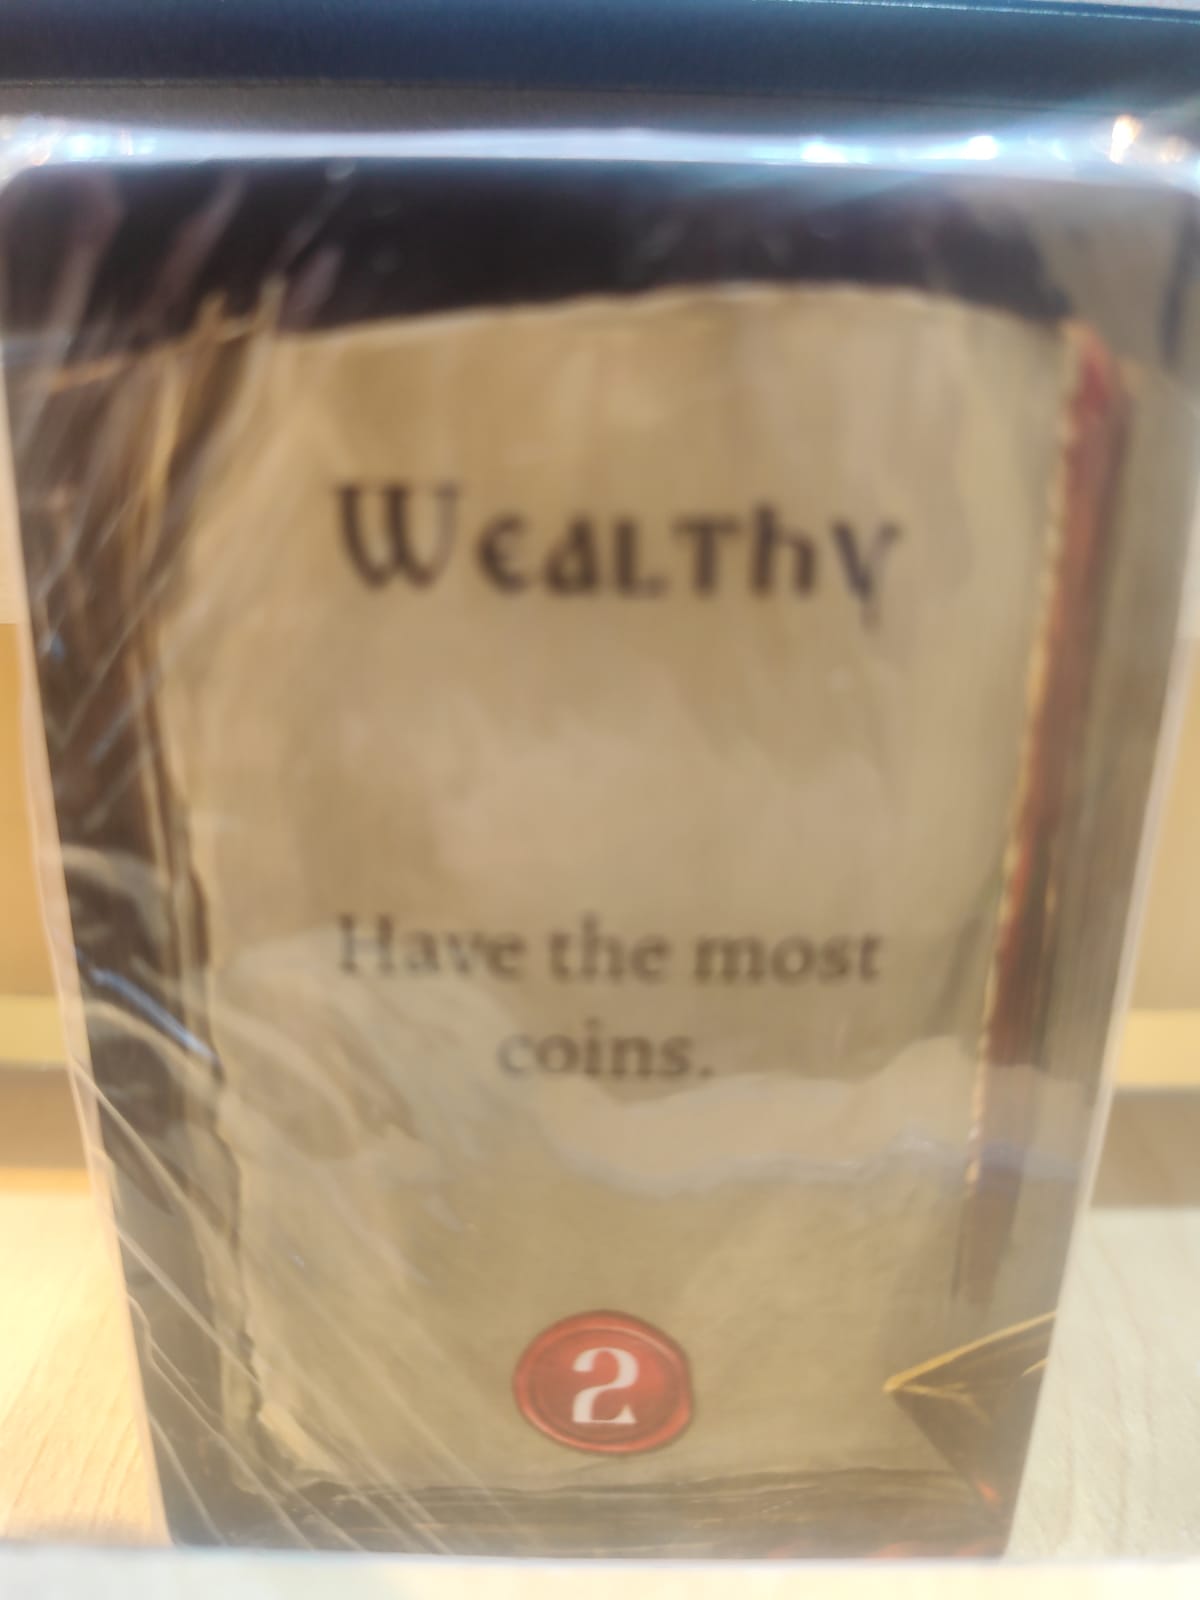 Wealthy
Have the most
coins.
2